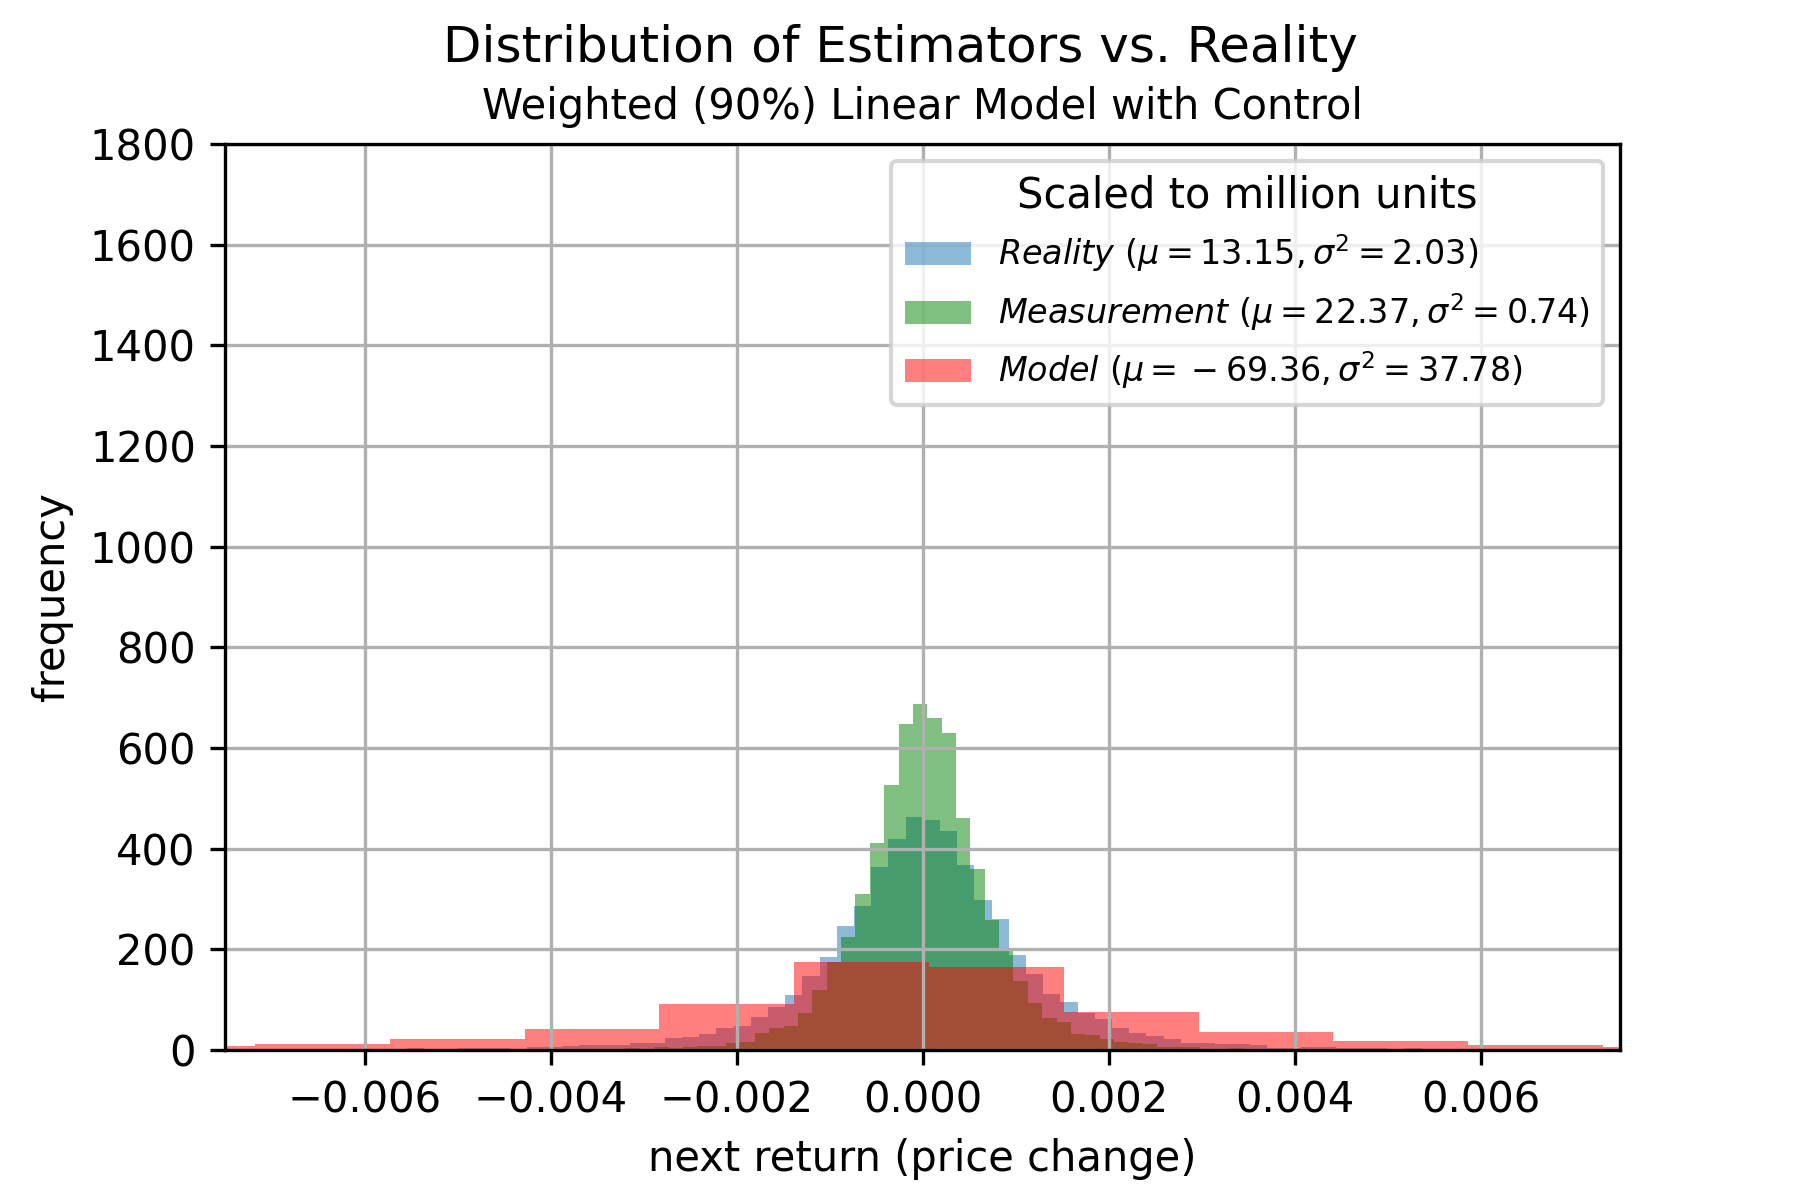 Distribution of Estimators vs. Reality
Weighted (90%) Linear Model with Control
1800
1600
1400
1200
1000
800
600
400
200
0
frequency
Scaled to million units
Reality (μ = 13.15, σ² = 2.03)
Measurement (μ = 22.37, σ² = 0.74)
Model (μ = −69.36, σ² = 37.78)
−0.006 −0.004 −0.002 0.000 0.002 0.004 0.006
next return (price change)